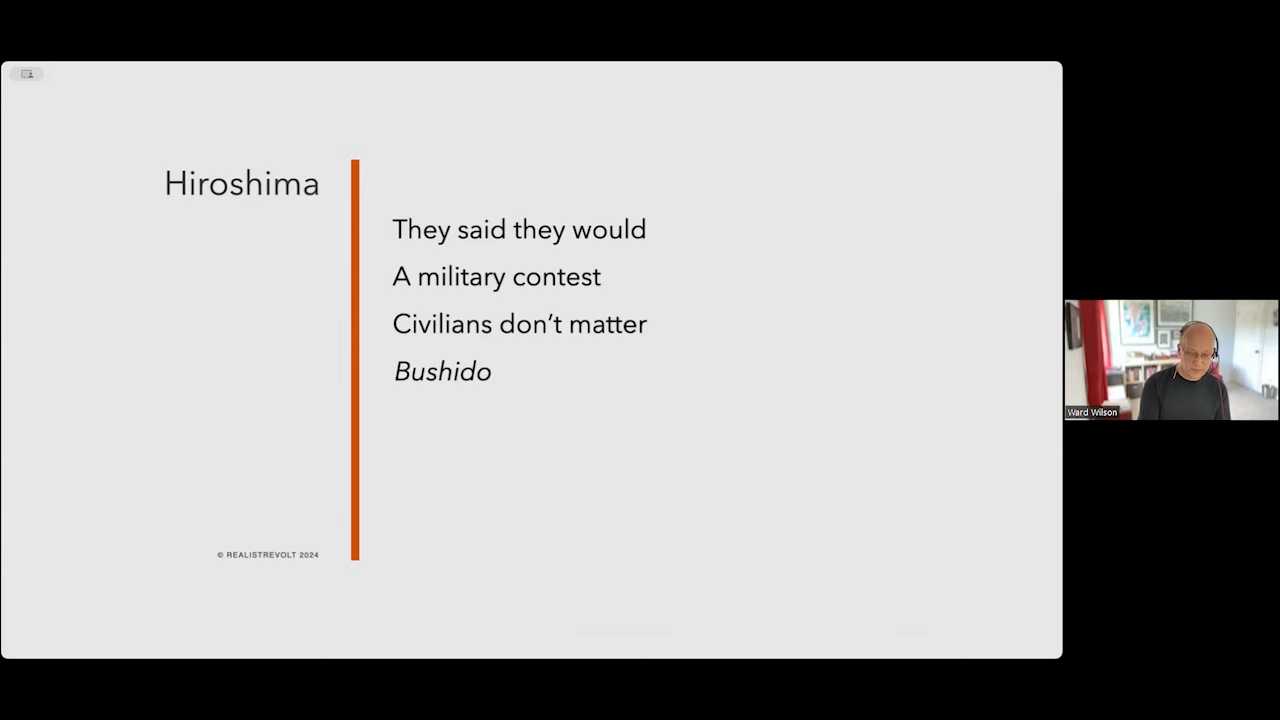 Hiroshima
They said they would
A military contest
Civilians don’t matter
Bushido
© REALISTREVOLT 2024
Ward Wilson